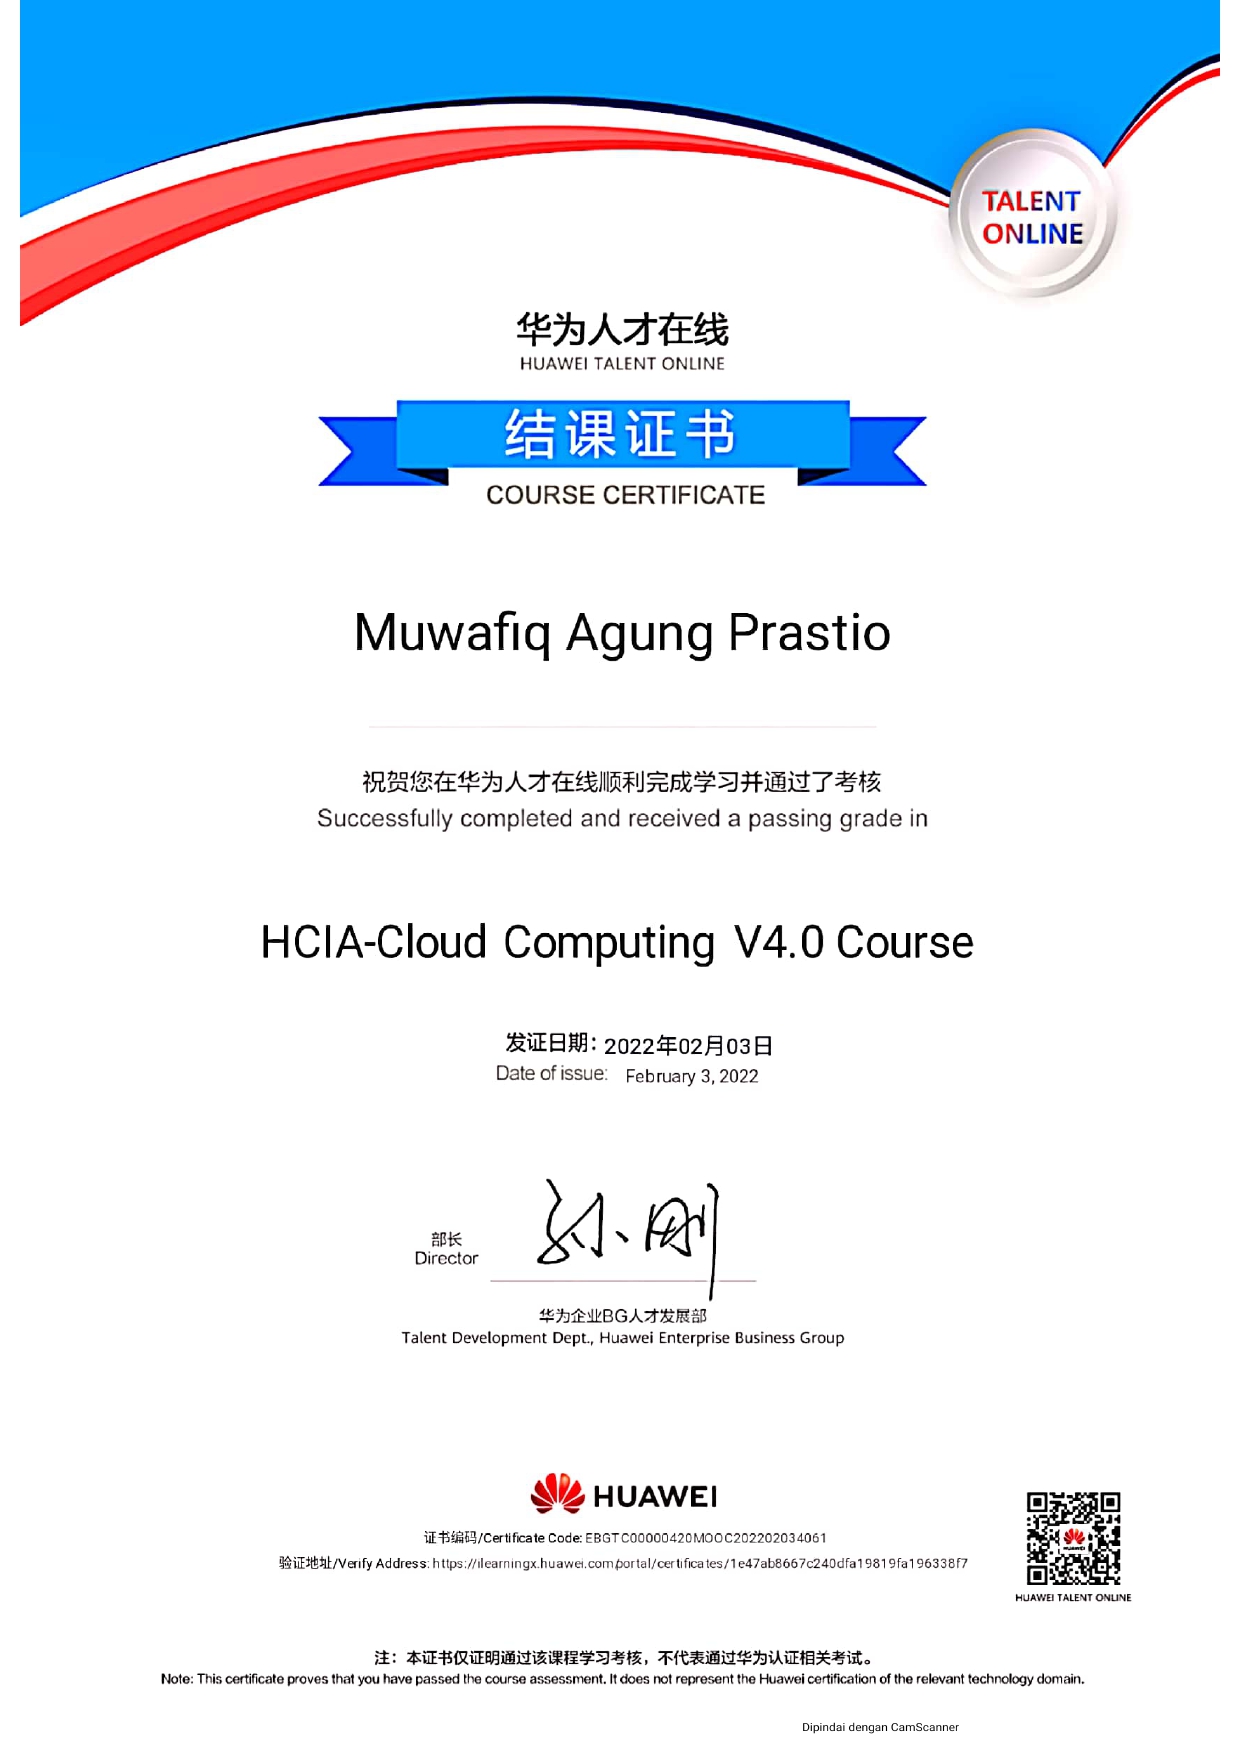 TALENT
ONLINE
华为人才在线
HUAWEI TALENT ONLINE
结课证书
COURSE CERTIFICATE
Muwafiq Agung Prastio
祝贺您在华为人才在线顺利完成学习并通过了考核
Successfully completed and received a passing grade in
HCIA-Cloud Computing V4.0 Course
发证日期: 2022年02月03日
Date of issue: February 3, 2022
孙刚
部长
Director
华为企业BG人才发展部
Talent Development Dept., Huawei Enterprise Business Group
HUAWEI
证书编码/Certificate Code: EBGTC00000420MOOC202202034061
验证地址/Verify Address: https://ilearningx.huawei.com/portal/certificates/1e47ab8667c240dfa19819fa196338f7
HUAWEI TALENT ONLINE
注：本证书仅证明通过该课程学习考核，不代表通过华为认证相关考试。
Note: This certificate proves that you have passed the course assessment. It does not represent the Huawei certification of the relevant technology domain.
Dipindai dengan CamScanner